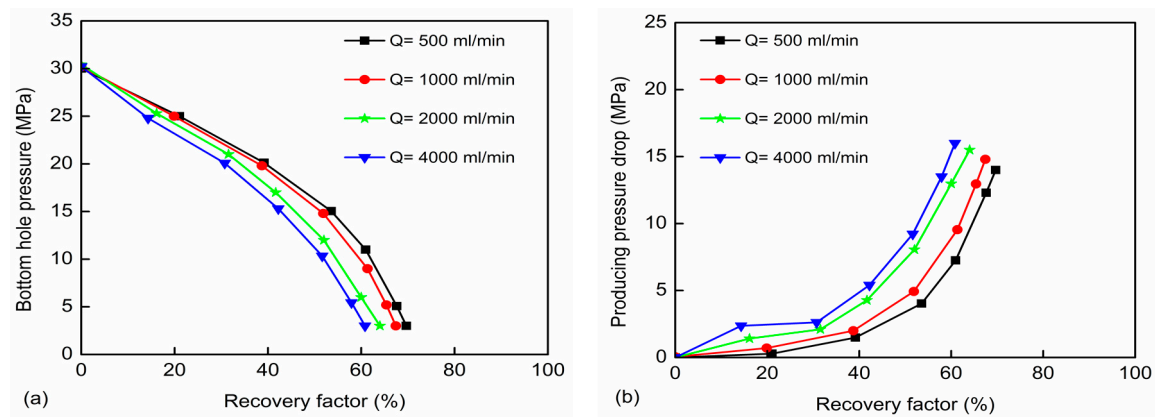 35
30
25
20
15
10
5
0
Bottom hole pressure (MPa)
Q= 500 ml/min
Q= 1000 ml/min
Q= 2000 ml/min
Q= 4000 ml/min
0 20 40 60 80 100
(a) Recovery factor (%)
25
20
15
10
5
0
Producing pressure drop (MPa)
Q= 500 ml/min
Q= 1000 ml/min
Q= 2000 ml/min
Q= 4000 ml/min
0 20 40 60 80 100
(b) Recovery factor (%)